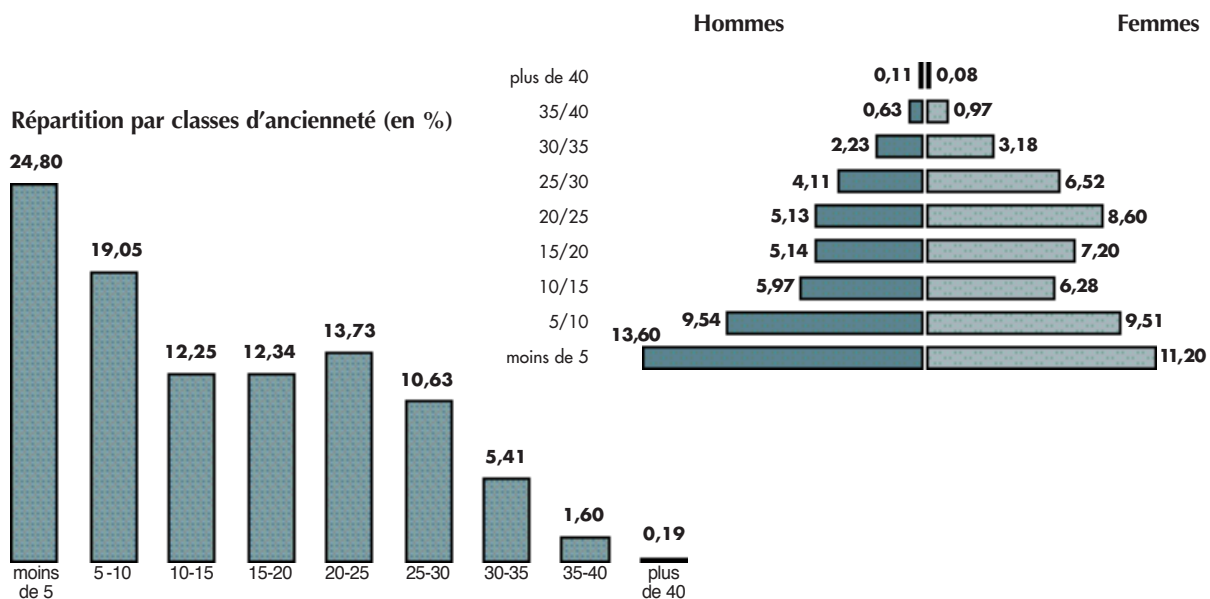 Répartition par classes d'ancienneté (en %)
24,80
19,05
12,25
12,34
13,73
10,63
5,41
1,60
0,19
moins de 5
5-10
10-15
15-20
20-25
25-30
30-35
35-40
plus de 40
Hommes Femmes
plus de 40 0,11 0,08
35/40 0,63 0,97
30/35 2,23 3,18
25/30 4,11 6,52
20/25 5,13 8,60
15/20 5,14 7,20
10/15 5,97 6,28
5/10 9,54 9,51
moins de 5 13,60 11,20